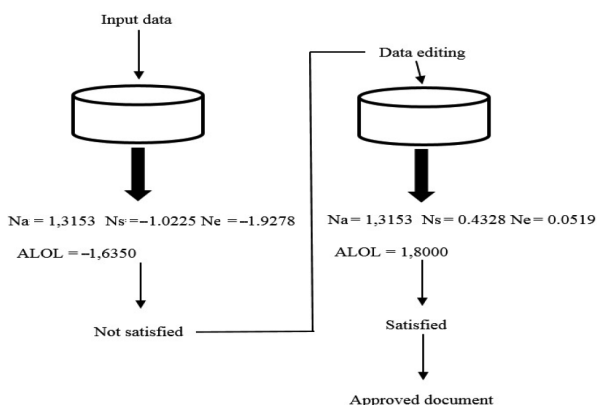 Input data
Na = 1,3153 Ns =–1.0225 Ne = –1.9278
ALOL = –1,6350
Not satisfied
Data editing
Na = 1,3153 Ns = 0.4328 Ne = 0.0519
ALOL = 1,8000
Satisfied
Approved document